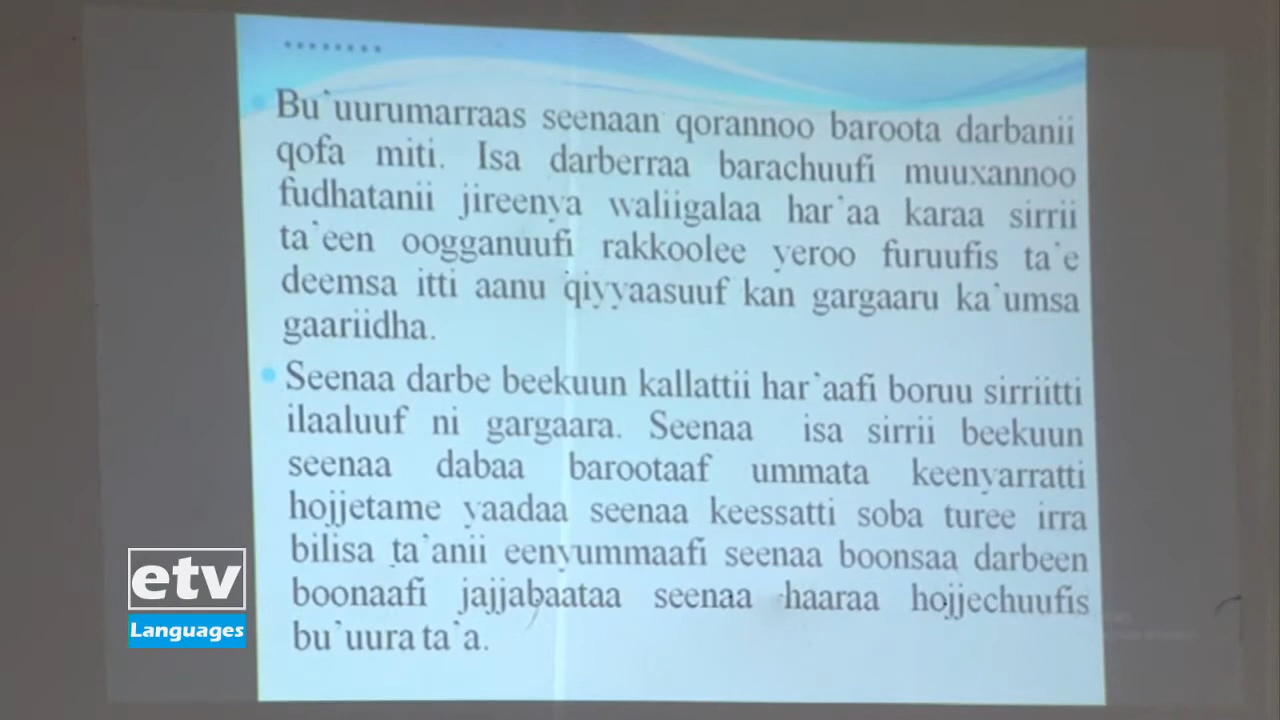 ........
Bu`uurumarraas seenaan qorannoo baroota darbanii
qofa miti. Isa darberraa barachuufi muuxannoo
fudhatanii jireenya waliigalaa har`aa karaa sirrii
ta`een oogganuufi rakkoolee yeroo furuufis ta`e
deemsa itti aanu qiyyaasuuf kan gargaaru ka`umsa
gaariidha.
Seenaa darbe beekuun kallattii har`aafi boruu sirriitti
ilaaluuf ni gargaara. Seenaa isa sirrii beekuun
seenaa dabaa barootaaf ummata keenyarratti
hojjetame yaadaa seenaa keessatti soba turee irra
bilisa ta`anii eenyummaafi seenaa boonsaa darbeen
boonaafi jajjabaataa seenaa haaraa hojjechuufis
bu`uura ta`a.
etv
Languages